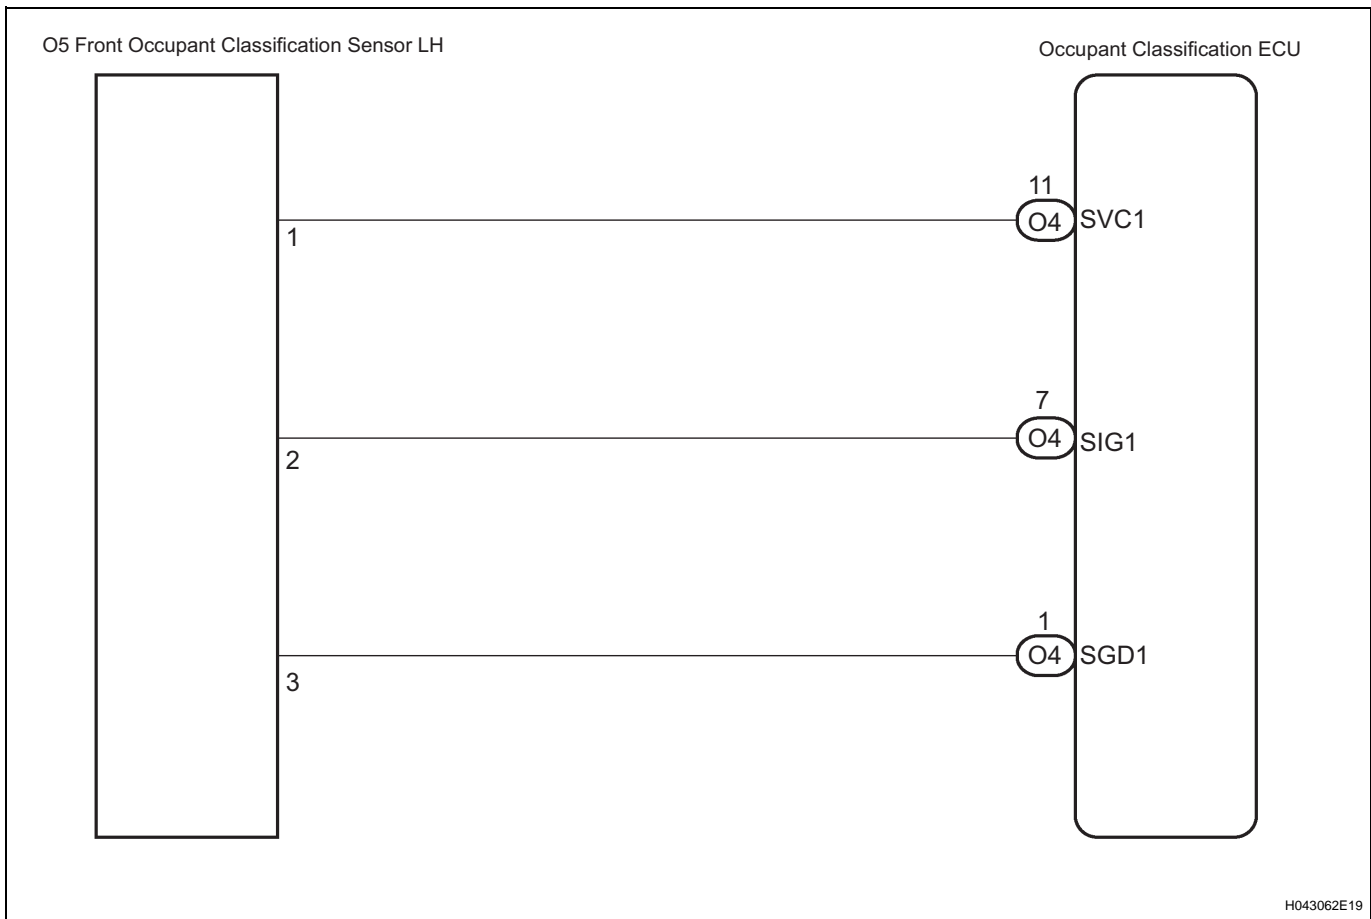 O5 Front Occupant Classification Sensor LH
Occupant Classification ECU
11
1
O4
SVC1
7
2
O4
SIG1
1
3
O4
SGD1
H043062E19